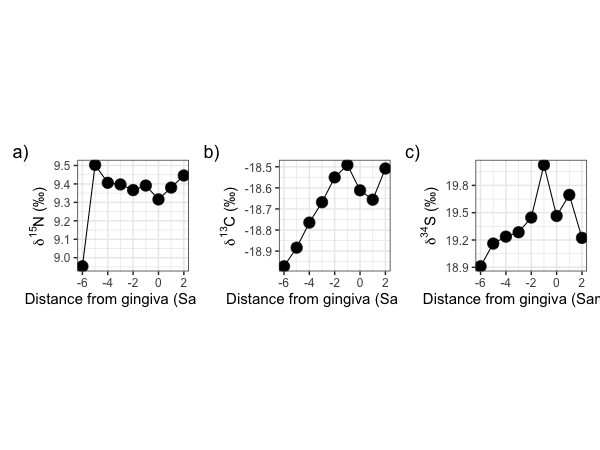 a)
b)
c)
δ15N (‰)
9.5
9.4
9.3
9.2
9.1
9.0
-6 -4 -2 0 2
Distance from gingiva (Sa
δ13C (‰)
-18.5
-18.6
-18.7
-18.8
-18.9
-6 -4 -2 0 2
Distance from gingiva (Sa
δ34S (‰)
19.8
19.5
19.2
18.9
-6 -4 -2 0 2
Distance from gingiva (Sar